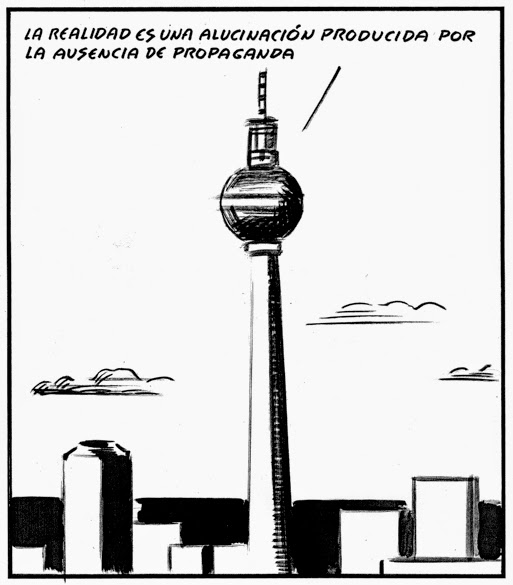 LA REALIDAD ES UNA ALUCINACIÓN PRODUCIDA POR
LA AUSENCIA DE PROPAGANDA